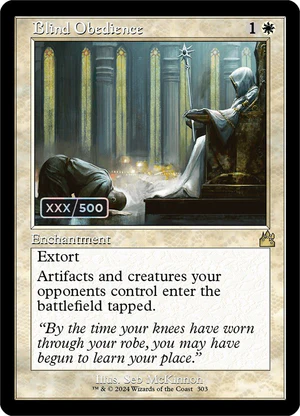 Blind Obedience 1
XXX/500
Enchantment
Extort
Artifacts and creatures your
opponents control enter the
battlefield tapped.
“By the time your knees have worn
through your robe, you may have
begun to learn your place.”
Illus. Seb McKinnon
™ & © 2024 Wizards of the Coast 303